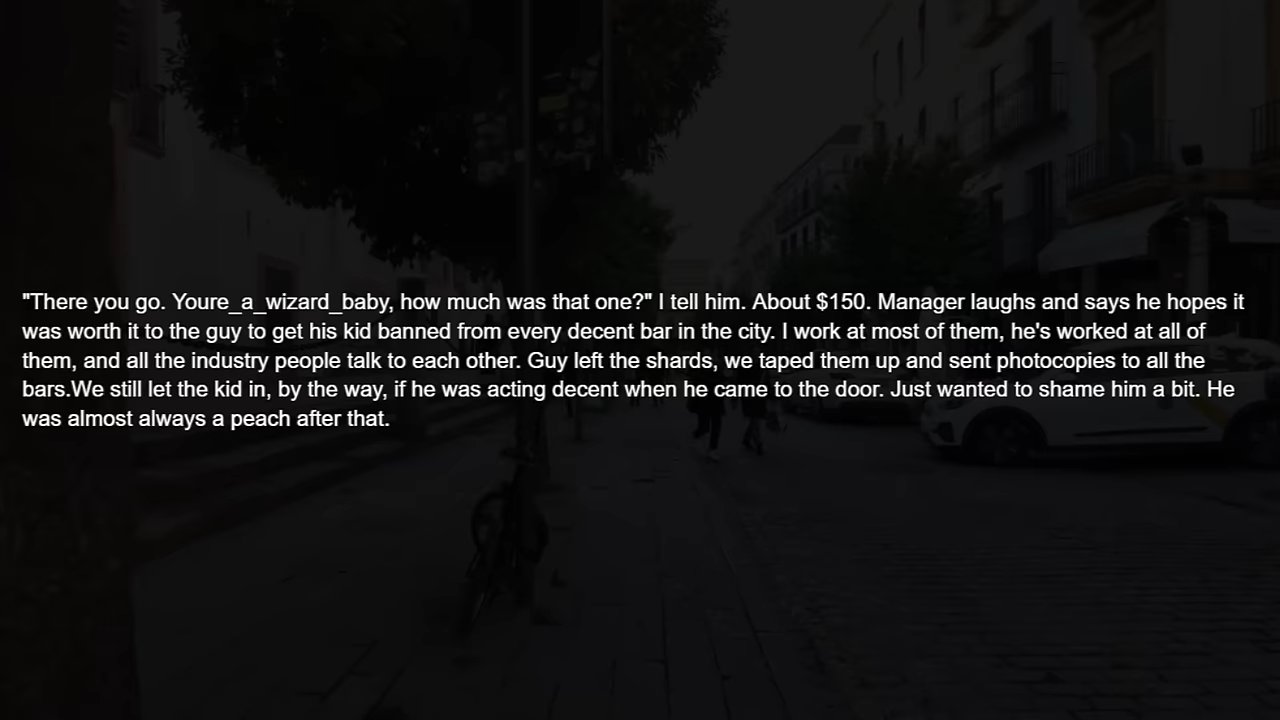 "There you go. Youre_a_wizard_baby, how much was that one?" I tell him. About $150. Manager laughs and says he hopes it
was worth it to the guy to get his kid banned from every decent bar in the city. I work at most of them, he's worked at all of
them, and all the industry people talk to each other. Guy left the shards, we taped them up and sent photocopies to all the
bars.We still let the kid in, by the way, if he was acting decent when he came to the door. Just wanted to shame him a bit. He
was almost always a peach after that.